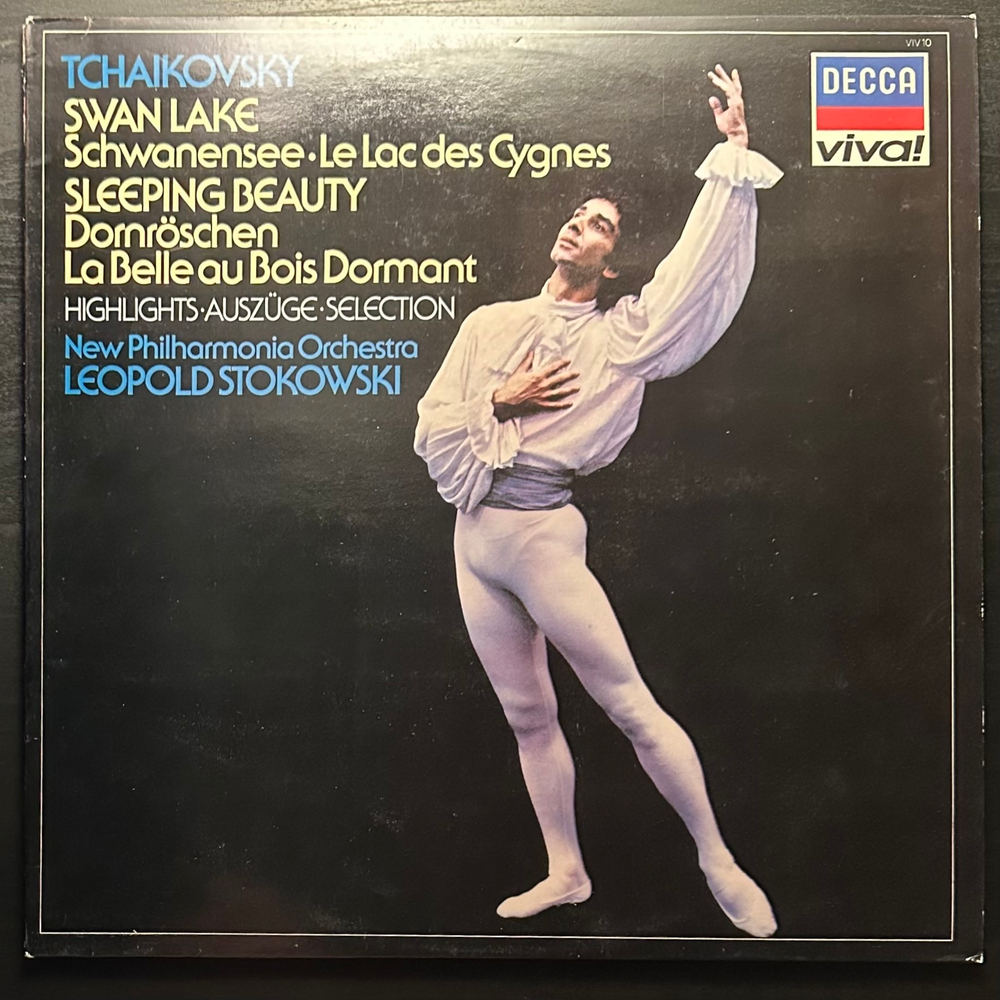 VIV 10
TCHAIKOVSKY
SWAN LAKE
Schwanensee · Le Lac des Cygnes
SLEEPING BEAUTY
Dornröschen
La Belle au Bois Dormant
HIGHLIGHTS · AUSZÜGE · SELECTION
New Philharmonia Orchestra
LEOPOLD STOKOWSKI
DECCA
viva!